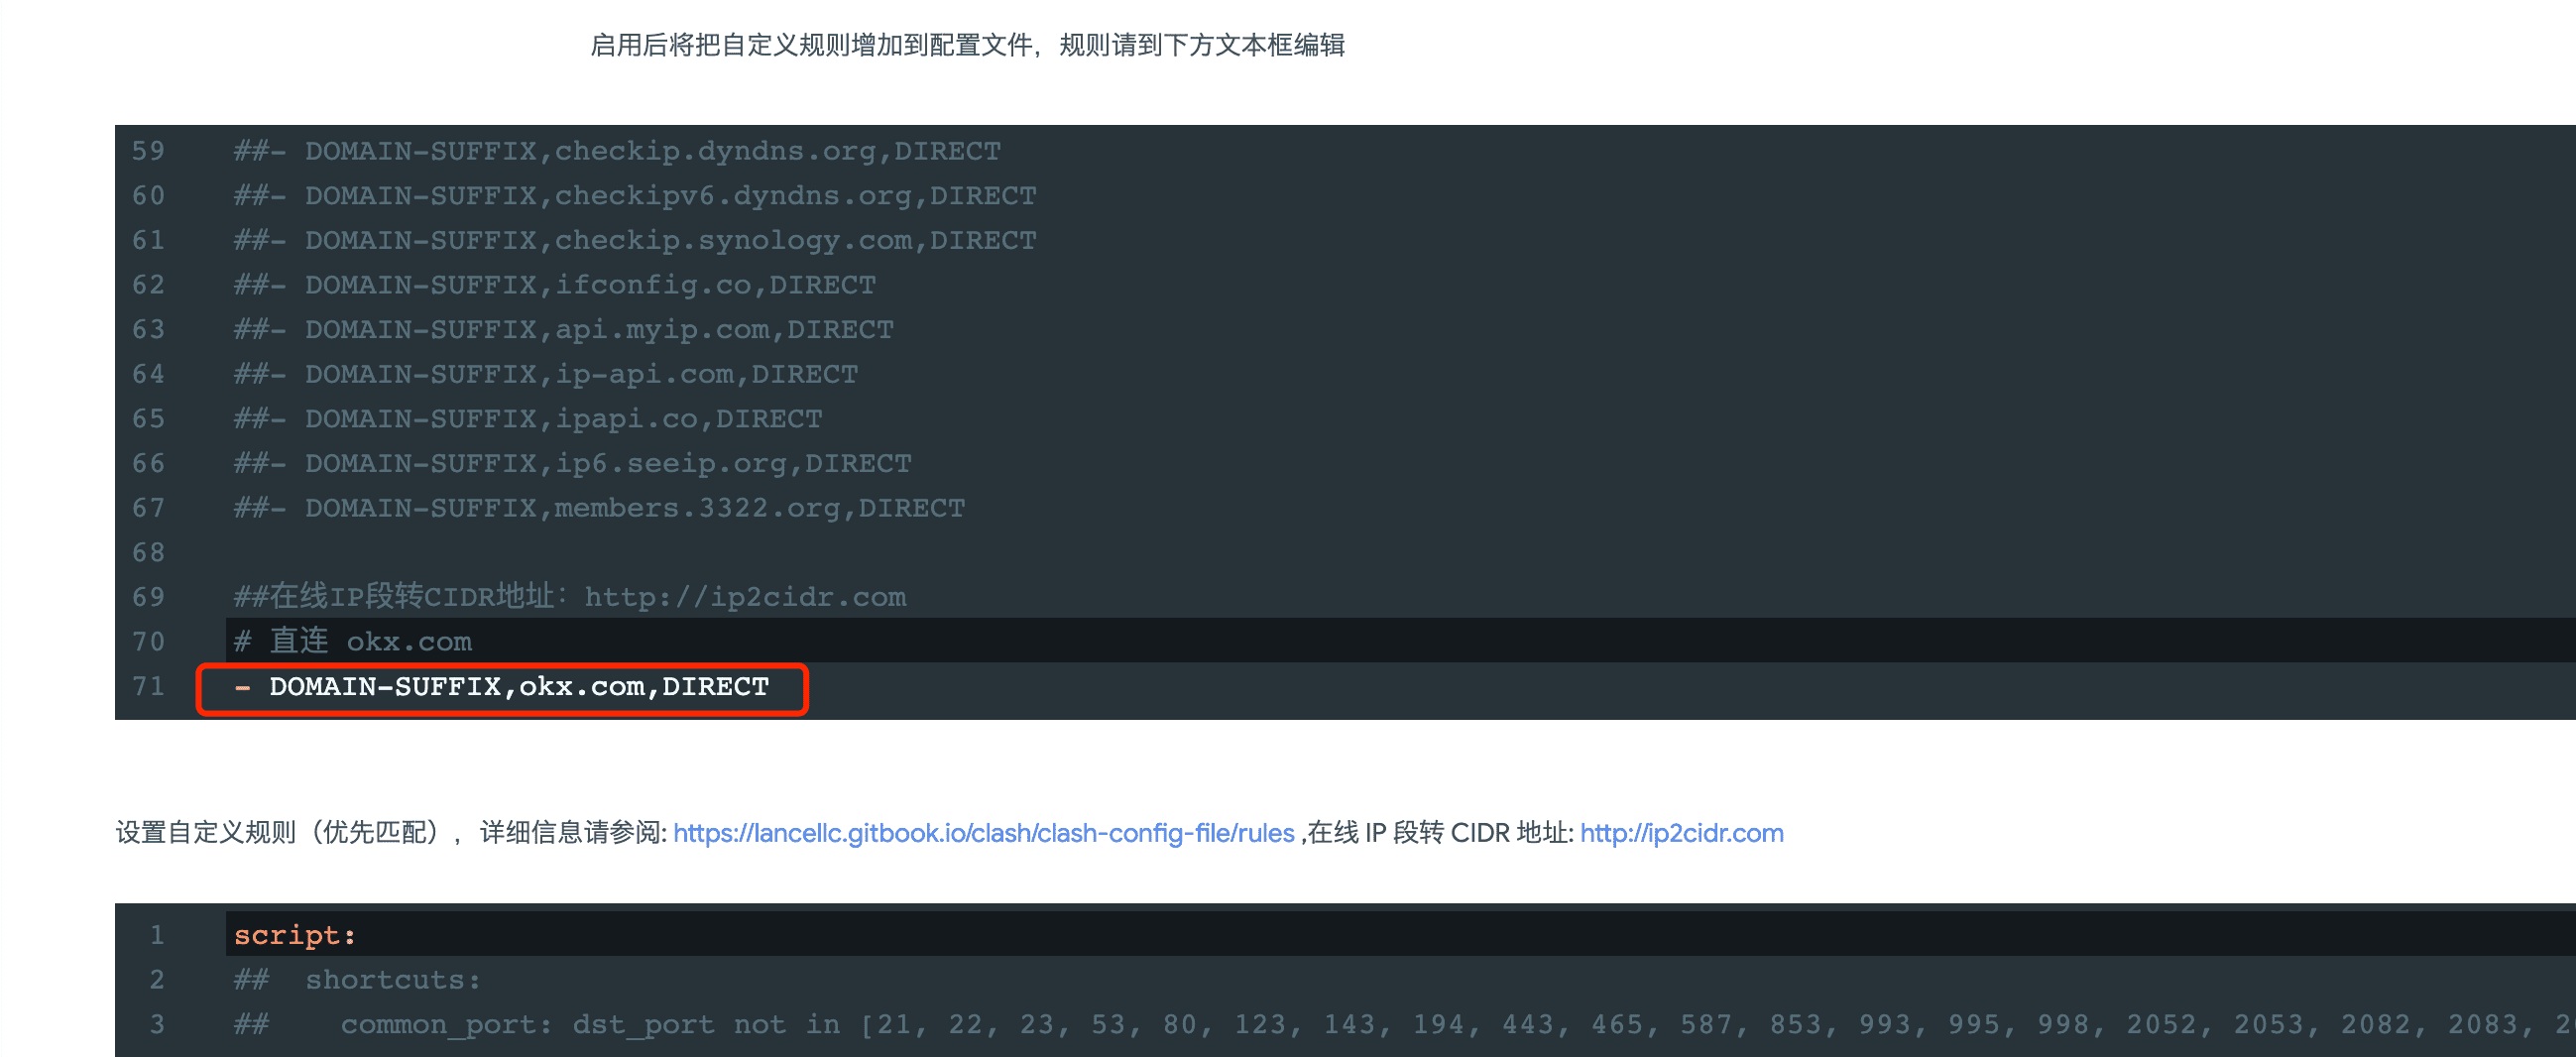 启用后将把自定义规则增加到配置文件，规则请到下方文本框编辑
59 ##- DOMAIN-SUFFIX,checkip.dyndns.org,DIRECT
60 ##- DOMAIN-SUFFIX,checkipv6.dyndns.org,DIRECT
61 ##- DOMAIN-SUFFIX,checkip.synology.com,DIRECT
62 ##- DOMAIN-SUFFIX,ifconfig.co,DIRECT
63 ##- DOMAIN-SUFFIX,api.myip.com,DIRECT
64 ##- DOMAIN-SUFFIX,ip-api.com,DIRECT
65 ##- DOMAIN-SUFFIX,ipapi.co,DIRECT
66 ##- DOMAIN-SUFFIX,ip6.seeip.org,DIRECT
67 ##- DOMAIN-SUFFIX,members.3322.org,DIRECT
68
69 ##在线IP段转CIDR地址：http://ip2cidr.com
70 # 直连 okx.com
71 - DOMAIN-SUFFIX,okx.com,DIRECT
设置自定义规则（优先匹配），详细信息请参阅: https://lancellc.gitbook.io/clash/clash-config-file/rules ,在线 IP 段转 CIDR 地址: http://ip2cidr.com
1 script:
2 ##  shortcuts:
3 ##    common_port: dst_port not in [21, 22, 23, 53, 80, 123, 143, 194, 443, 465, 587, 853, 993, 995, 998, 2052, 2053, 2082, 2083,